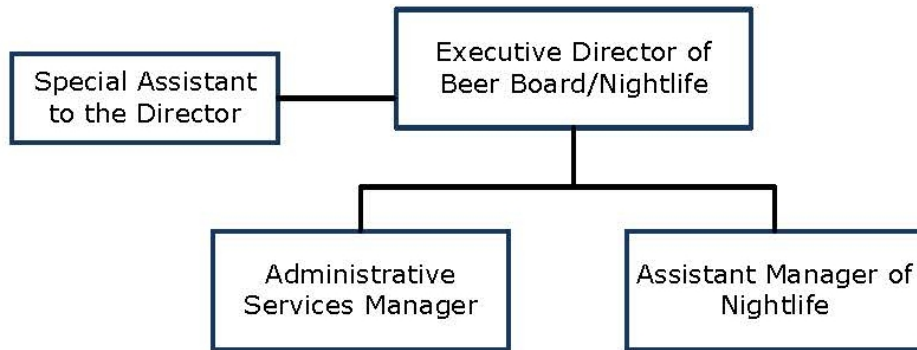 Executive Director of
Beer Board/Nightlife
Special Assistant
to the Director
Administrative
Services Manager
Assistant Manager of
Nightlife